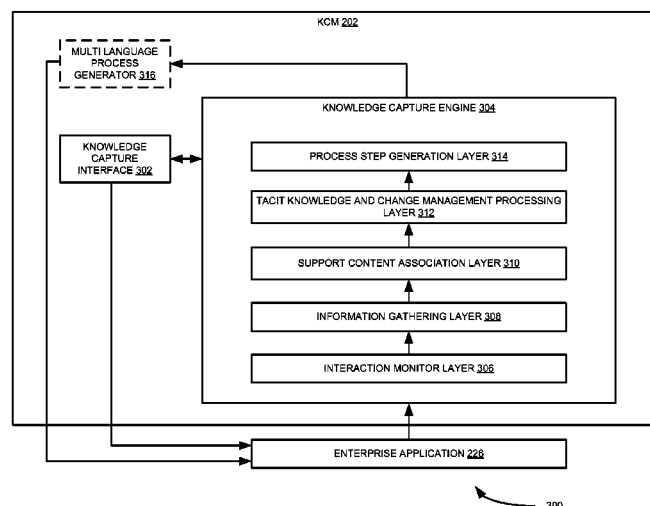 KCM 202
MULTI LANGUAGE
PROCESS
GENERATOR 316
KNOWLEDGE CAPTURE ENGINE 304
KNOWLEDGE
CAPTURE
INTERFACE 302
PROCESS STEP GENERATION LAYER 314
TACIT KNOWLEDGE AND CHANGE MANAGEMENT PROCESSING
LAYER 312
SUPPORT CONTENT ASSOCIATION LAYER 310
INFORMATION GATHERING LAYER 308
INTERACTION MONITOR LAYER 306
ENTERPRISE APPLICATION 226
300